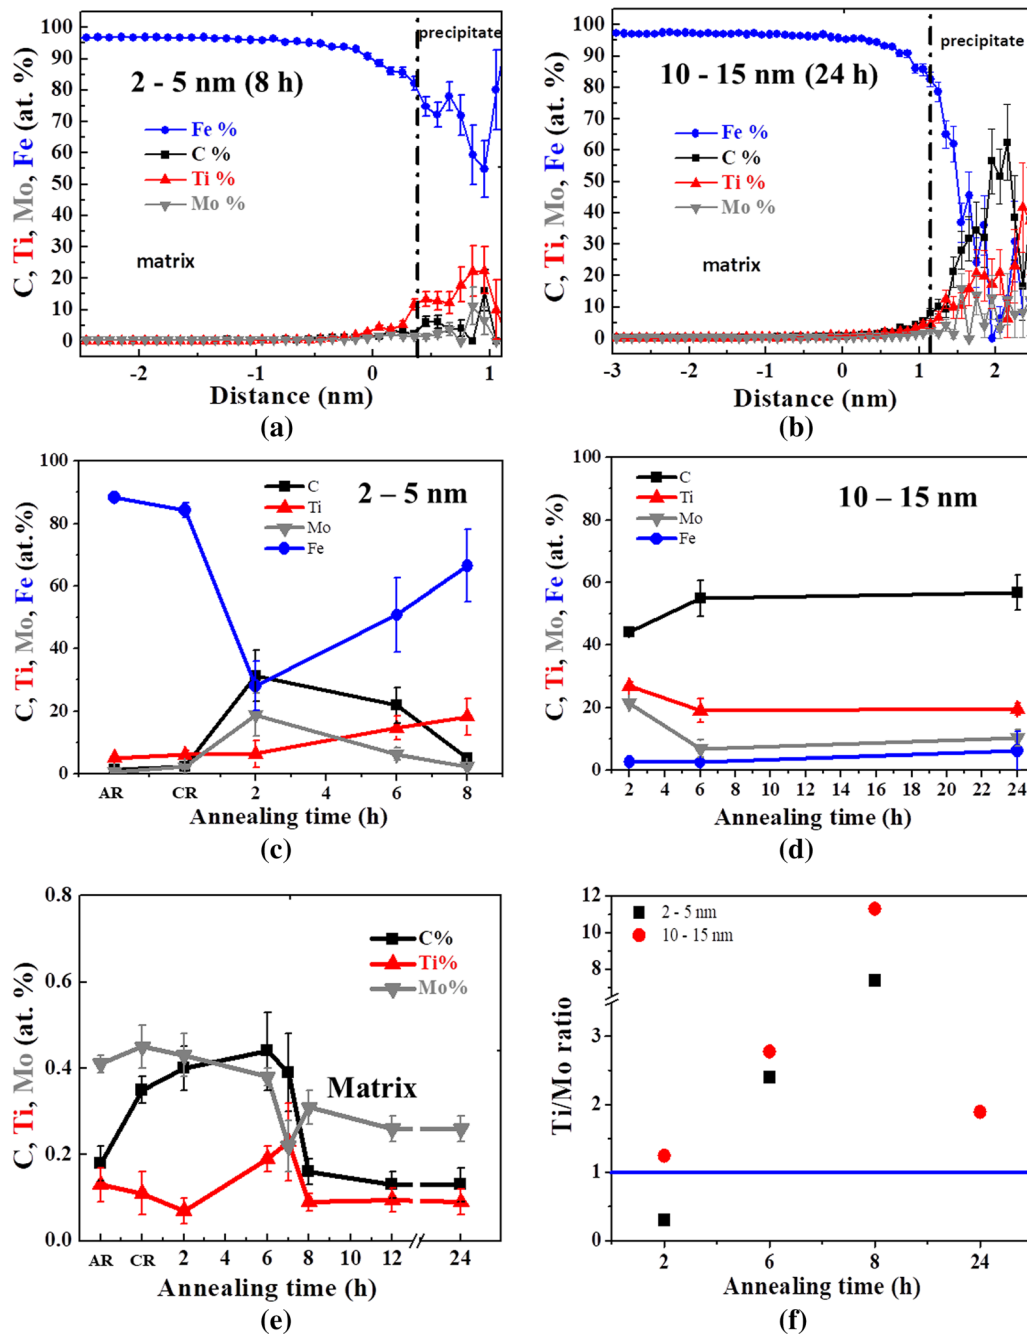 C, Ti, Mo, Fe (at. %)
100
90
80
70
60
50
40
30
20
10
0
2 - 5 nm (8 h)
precipitate
Fe %
C %
Ti %
Mo %
matrix
-2 -1 0 1
Distance (nm)
(a)
C, Ti, Mo, Fe (at. %)
100
90
80
70
60
50
40
30
20
10
0
10 - 15 nm (24 h)
precipitate
Fe %
C %
Ti %
Mo %
matrix
-3 -2 -1 0 1 2
Distance (nm)
(b)
C, Ti, Mo, Fe (at. %)
100
80
60
40
20
0
C
Ti
Mo
Fe
2 – 5 nm
AR CR 2 4 6 8
Annealing time (h)
(c)
C, Ti, Mo, Fe (at. %)
100
80
60
40
20
0
C
Ti
Mo
Fe
10 – 15 nm
2 4 6 8 10 12 14 16 18 20 22 24
Annealing time (h)
(d)
C, Ti, Mo (at. %)
0.8
0.6
0.4
0.2
0.0
C%
Ti%
Mo%
Matrix
AR CR 2 4 6 8 10 12 24
Annealing time (h)
(e)
Ti/Mo ratio
12
11
10
8
6
3
2
1
0
2 - 5 nm
10 - 15 nm
2 6 8 24
Annealing time (h)
(f)